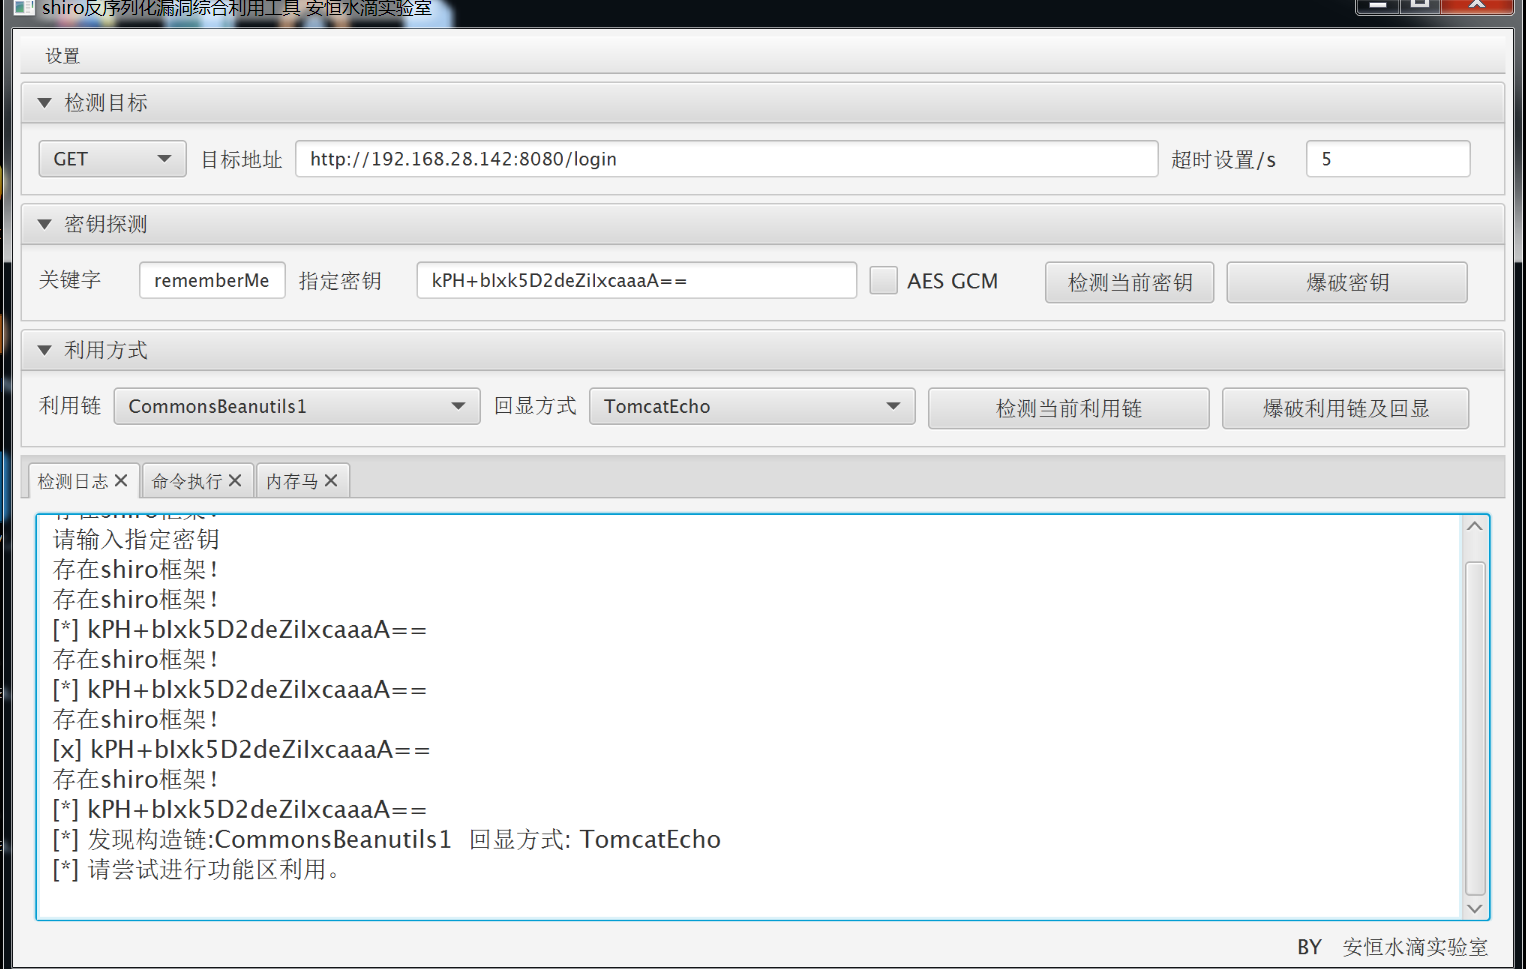 shiro反序列化漏洞综合利用工具 安恒水滴实验室
设置
检测目标
GET 目标地址 http://192.168.28.142:8080/login 超时设置/s 5
密钥探测
关键字 rememberMe 指定密钥 kPH+bIxk5D2deZiIxcaaaA== AES GCM 检测当前密钥 爆破密钥
利用方式
利用链 CommonsBeanutils1 回显方式 TomcatEcho 检测当前利用链 爆破利用链及回显
检测日志 命令执行 内存马
存在shiro框架!
请输入指定密钥
存在shiro框架!
存在shiro框架!
[*] kPH+bIxk5D2deZiIxcaaaA==
存在shiro框架!
[*] kPH+bIxk5D2deZiIxcaaaA==
存在shiro框架!
[x] kPH+bIxk5D2deZiIxcaaaA==
存在shiro框架!
[*] kPH+bIxk5D2deZiIxcaaaA==
[*] 发现构造链:CommonsBeanutils1 回显方式: TomcatEcho
[*] 请尝试进行功能区利用。
BY 安恒水滴实验室